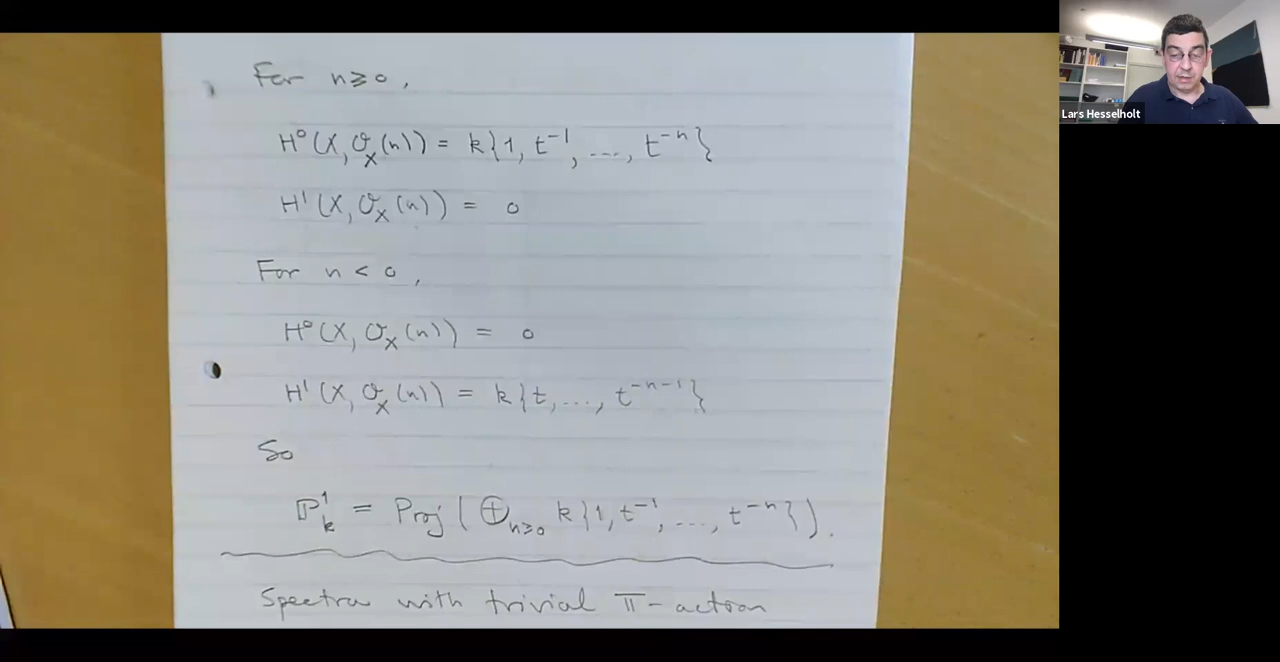 For n ≥ 0,
H⁰(X, O_X(n)) = k{1, t⁻¹, ..., t⁻ⁿ}
H¹(X, O_X(n)) = 0
For n < 0,
H⁰(X, O_X(n)) = 0
H¹(X, O_X(n)) = k{t, ..., t⁻ⁿ⁻¹}
So
ℙ¹_k = Proj(⊕_{n≥0} k{1, t⁻¹, ..., t⁻ⁿ}).
Spectra with trivial 𝕋-action
Lars Hesselholt